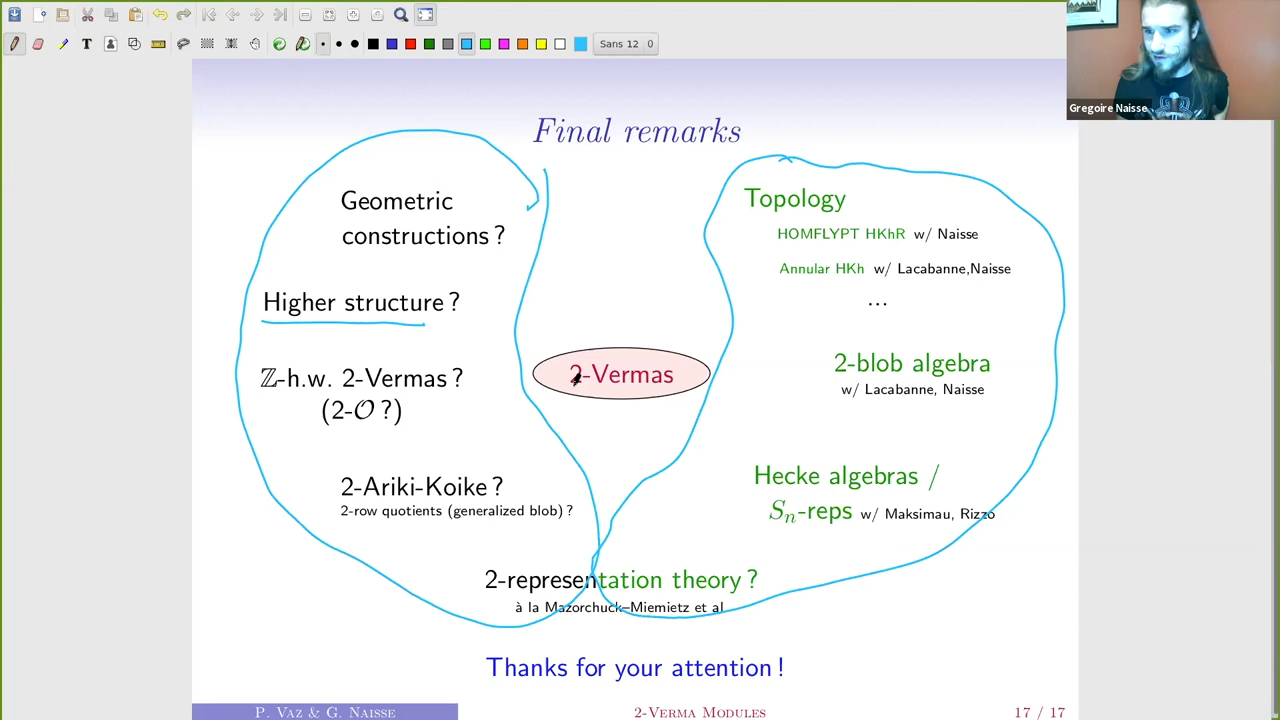 Sans 12 0
Gregoire Naisse
Final remarks
Geometric
constructions ?
Higher structure ?
ℤ-h.w. 2-Vermas ?
(2-𝒪 ?)
2-Ariki-Koike ?
2-row quotients (generalized blob) ?
2-Vermas
Topology
HOMFLYPT HKhR w/ Naisse
Annular HKh w/ Lacabanne,Naisse
...
2-blob algebra
w/ Lacabanne, Naisse
Hecke algebras /
Sₙ-reps w/ Maksimau, Rizzo
2-representation theory ?
à la Mazorchuck–Miemietz et al
Thanks for your attention !
P. Vaz & G. Naisse
2-Verma Modules
17 / 17